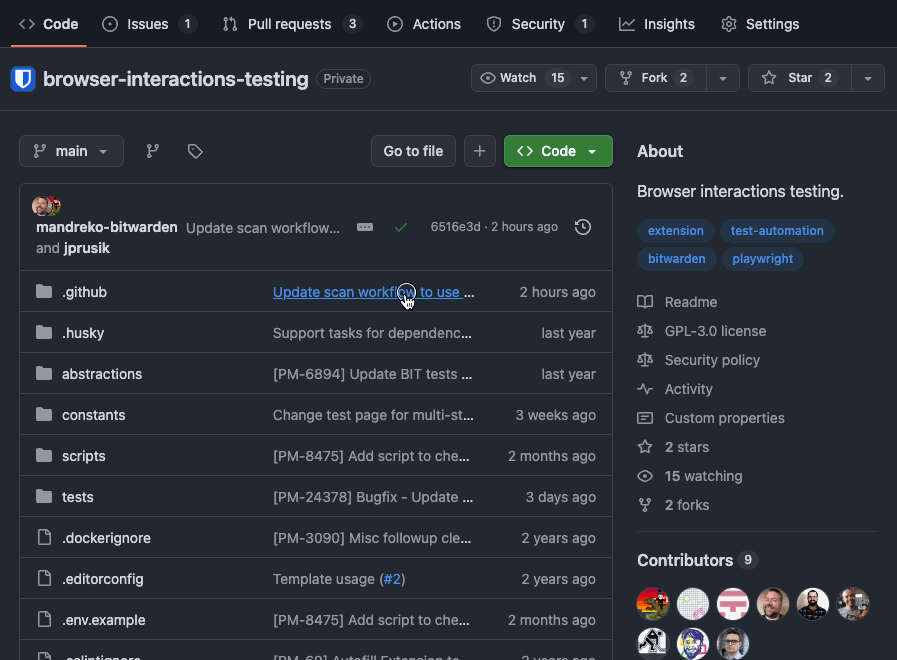 Code Issues 1 Pull requests 3 Actions Security 1 Insights Settings
browser-interactions-testing Private Watch 15 Fork 2 Star 2
main Go to file Code
mandreko-bitwarden Update scan workflow... 6516e3d · 2 hours ago
and jprusik
.github Update scan workflow to use ... 2 hours ago
.husky Support tasks for dependenc... last year
abstractions [PM-6894] Update BIT tests ... last year
constants Change test page for multi-st... 3 weeks ago
scripts [PM-8475] Add script to che... 2 months ago
tests [PM-24378] Bugfix - Update ... 3 days ago
.dockerignore [PM-3090] Misc followup cle... 2 years ago
.editorconfig Template usage (#2) 2 years ago
.env.example [PM-8475] Add script to che... 2 months ago
About
Browser interactions testing.
extension test-automation
bitwarden playwright
Readme
GPL-3.0 license
Security policy
Activity
Custom properties
2 stars
15 watching
2 forks
Contributors 9